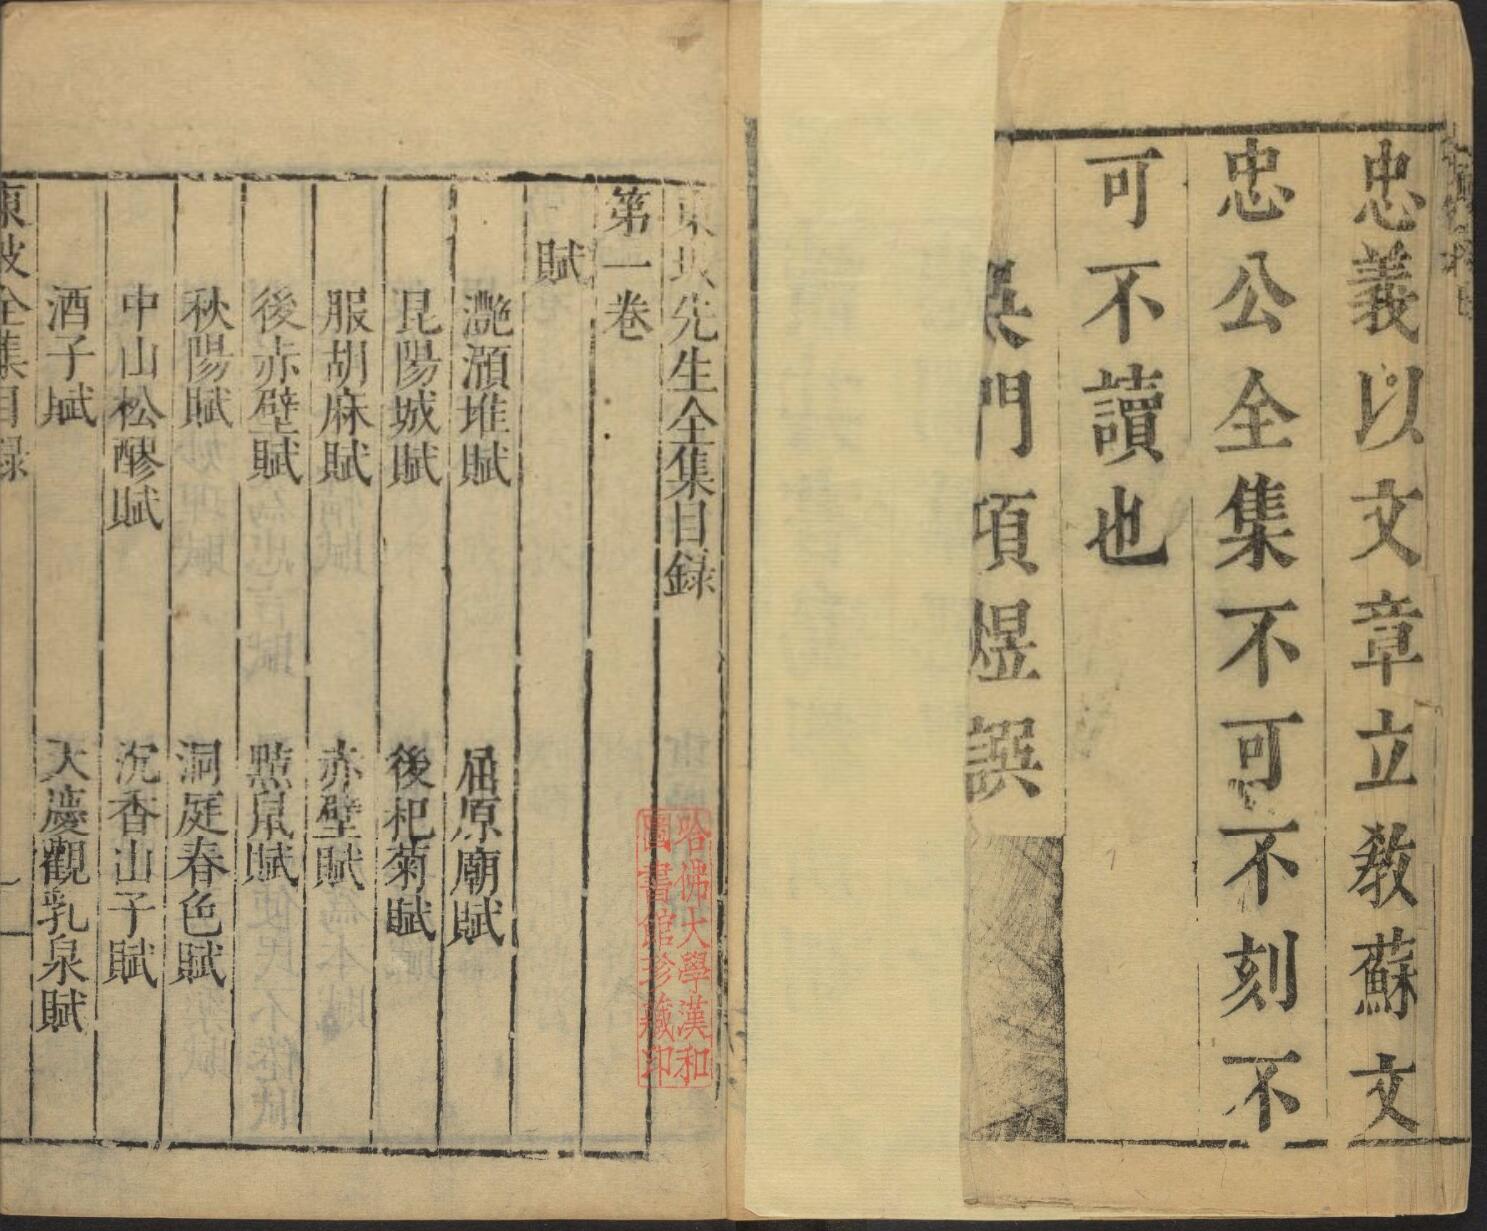 忠義以文章立教蘇文
忠公全集不可不刻不
可不讀也
吳門項煜譔
東坡先生全集目錄
第一卷
賦
灔澦堆賦
屈原廟賦
昆陽城賦
後杞菊賦
服胡麻賦
赤壁賦
後赤壁賦
黠鼠賦
秋陽賦
洞庭春色賦
中山松醪賦
沉香山子賦
酒子賦
天慶觀乳泉賦
東坡全集目錄
哈佛大學漢和
圖書館珍藏印